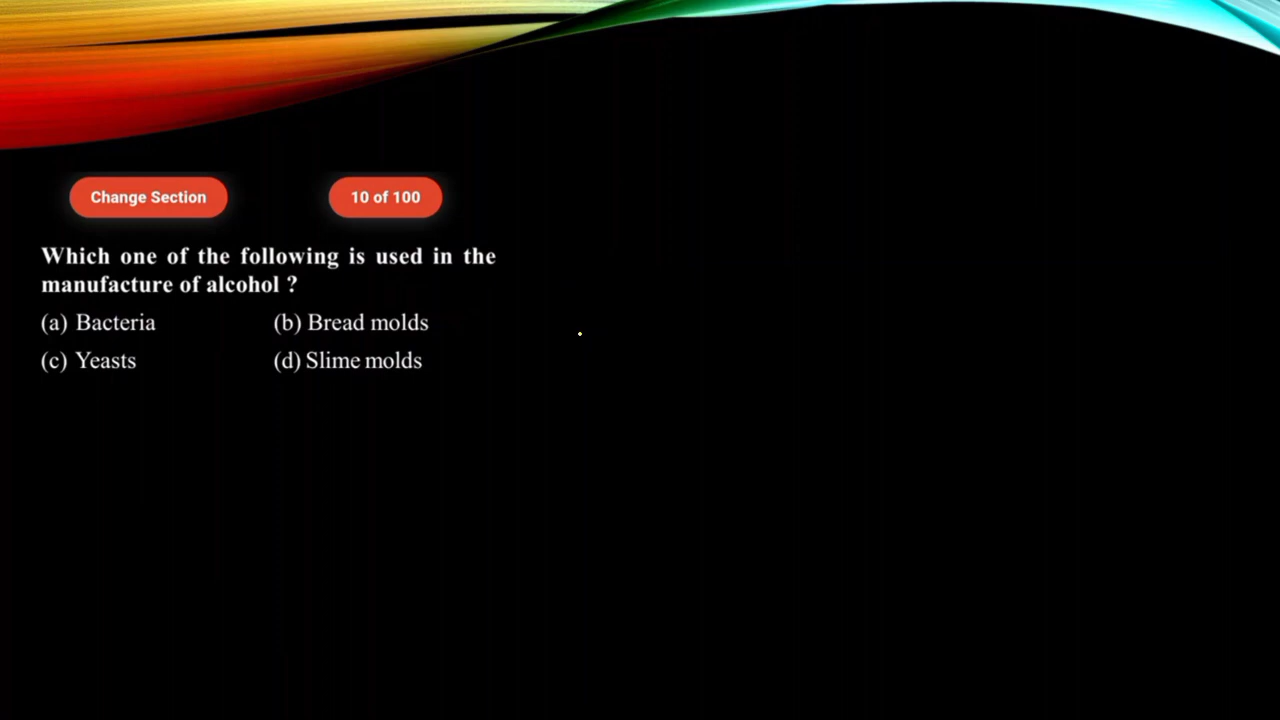 Change Section 10 of 100
Which one of the following is used in the
manufacture of alcohol ?
(a) Bacteria (b) Bread molds
(c) Yeasts (d) Slime molds